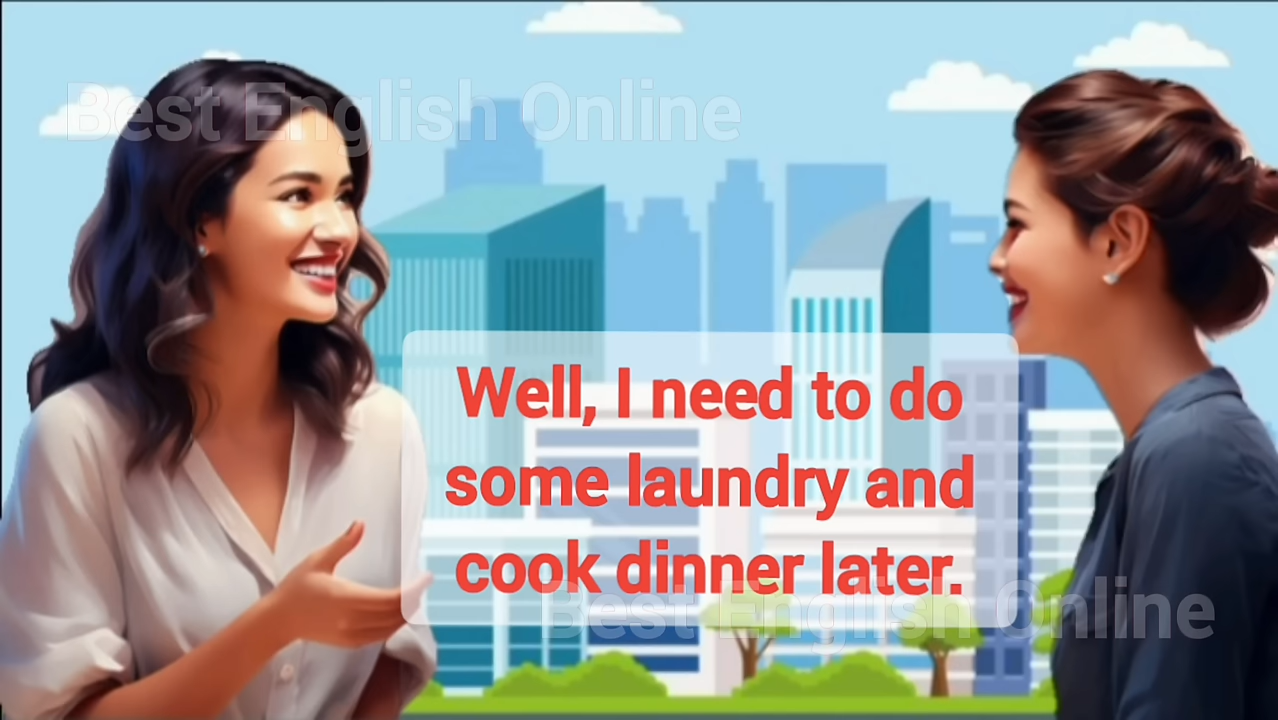 Best English Online
Well, I need to do
some laundry and
cook dinner later.
Best English Online